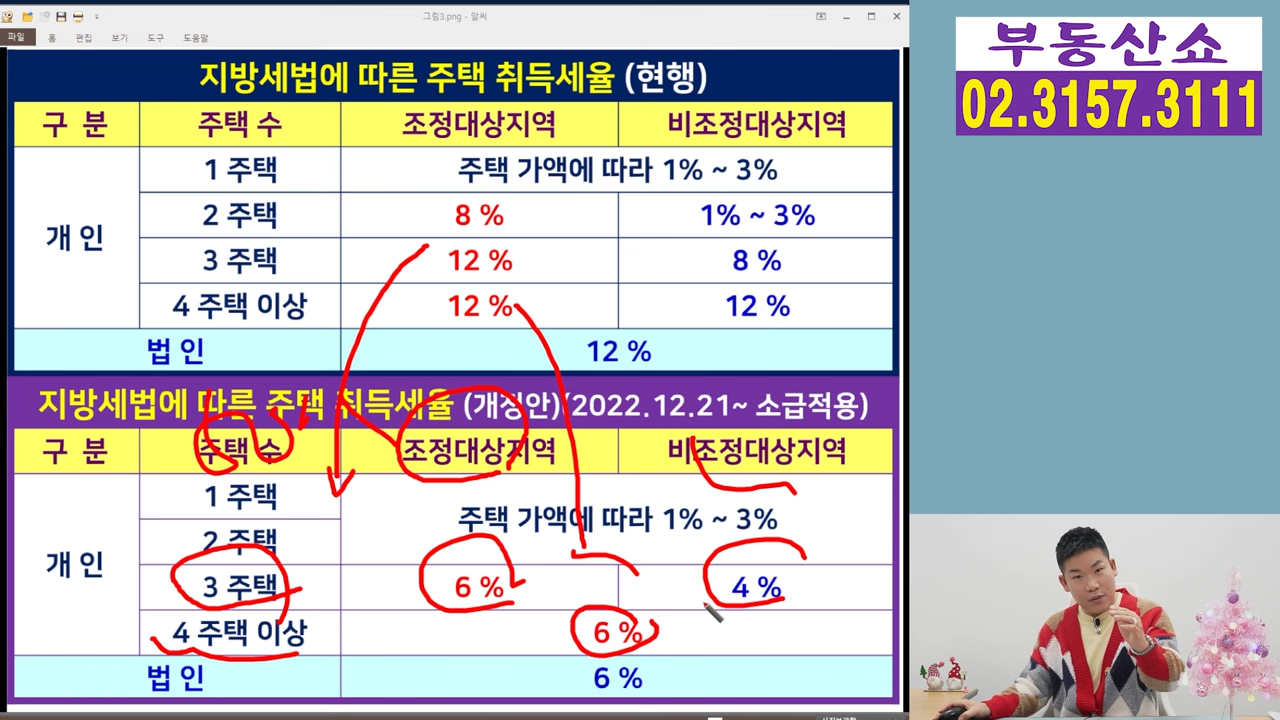 그림3.png - 알씨
파일 홈 편집 보기 도구 도움말
지방세법에 따른 주택 취득세율 (현행)
구 분 주택 수 조정대상지역 비조정대상지역
개 인
1 주택 주택 가액에 따라 1% ~ 3%
2 주택 8 % 1% ~ 3%
3 주택 12 % 8 %
4 주택 이상 12 % 12 %
법 인 12 %
지방세법에 따른 주택 취득세율 (개정안)(2022.12.21~ 소급적용)
구 분 주택 수 조정대상지역 비조정대상지역
개 인
1 주택
주택 가액에 따라 1% ~ 3%
2 주택
3 주택 6 % 4 %
4 주택 이상 6 %
법 인 6 %
부동산쇼
02.3157.3111